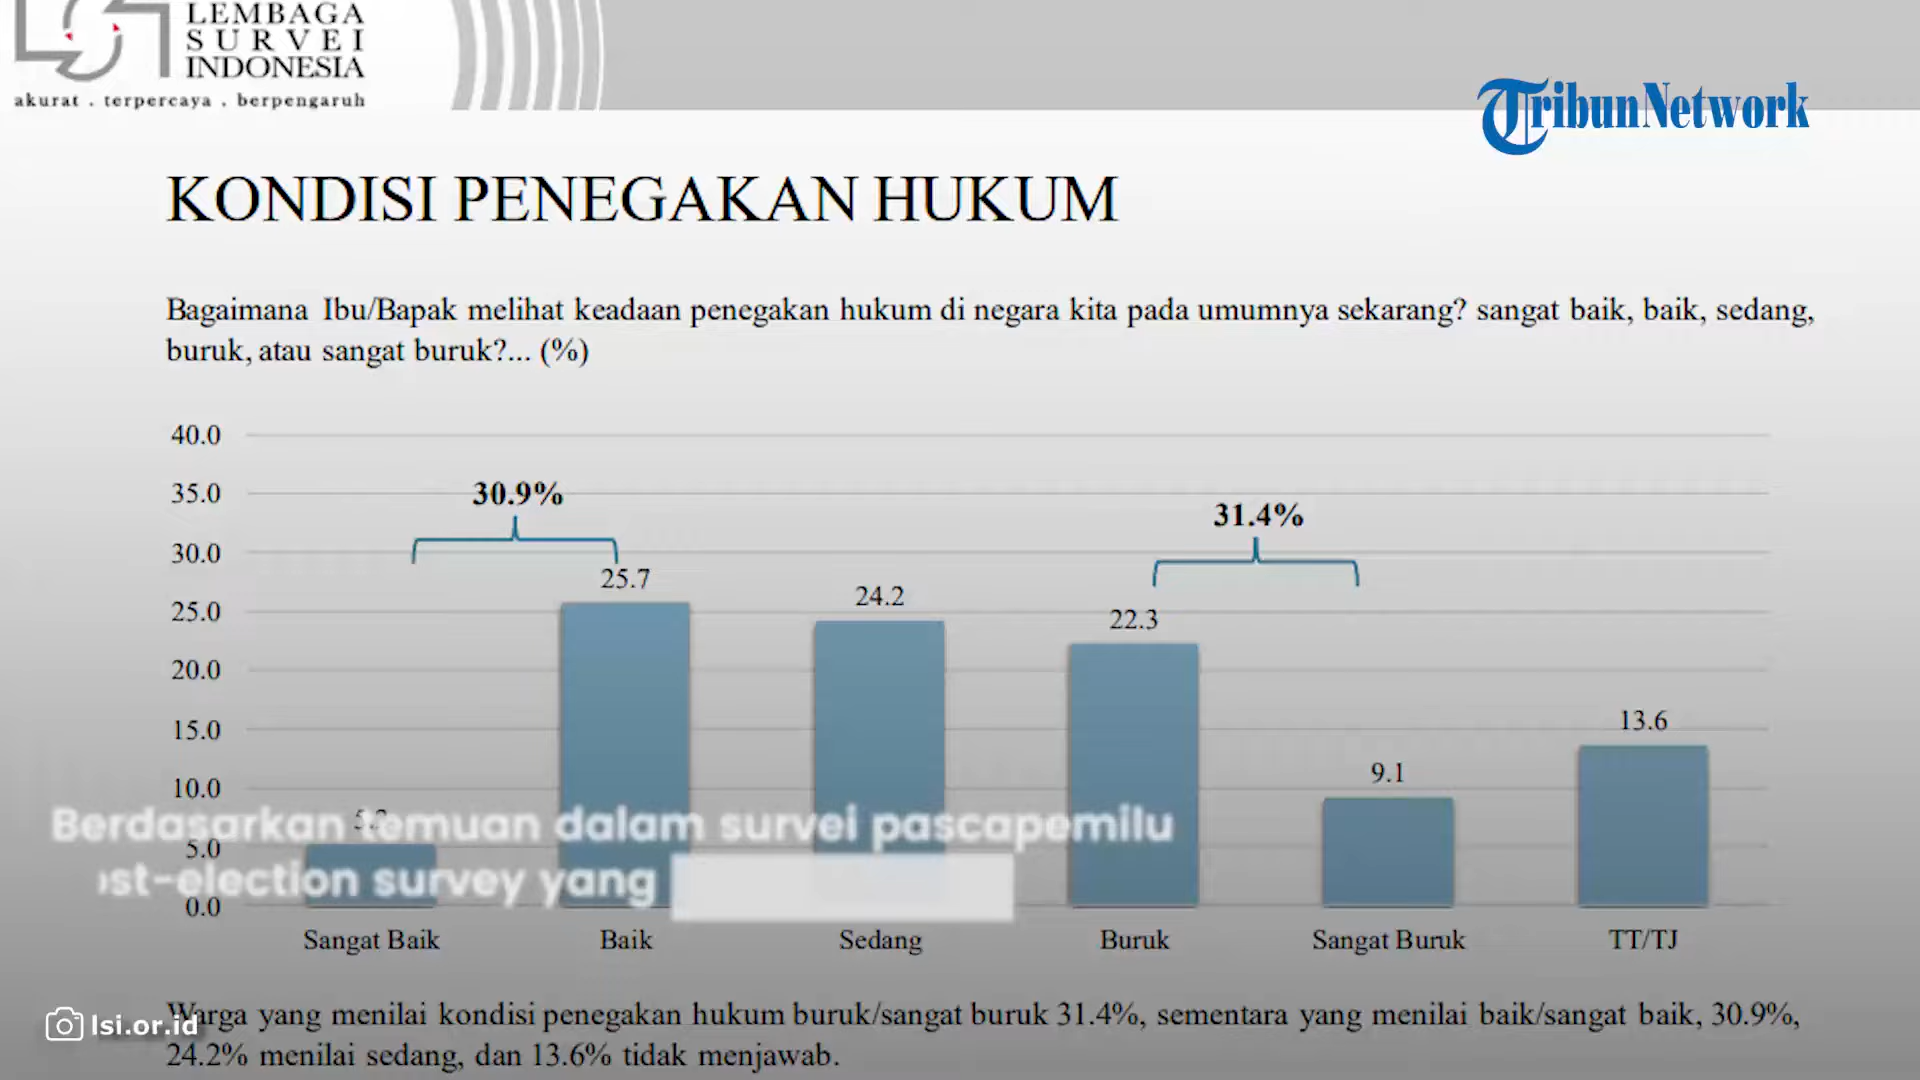 LEMBAGA
SURVEI
INDONESIA
akurat . terpercaya . berpengaruh
TribunNetwork
KONDISI PENEGAKAN HUKUM
Bagaimana Ibu/Bapak melihat keadaan penegakan hukum di negara kita pada umumnya sekarang? sangat baik, baik, sedang,
buruk, atau sangat buruk?... (%)
40.0
35.0
30.0
25.0
20.0
15.0
10.0
5.0
0.0
30.9%
31.4%
25.7
24.2
22.3
9.1
13.6
Berdasarkan temuan dalam survei pascapemilu
st-election survey yang
Sangat Baik Baik Sedang Buruk Sangat Buruk TT/TJ
Warga yang menilai kondisi penegakan hukum buruk/sangat buruk 31.4%, sementara yang menilai baik/sangat baik, 30.9%,
24.2% menilai sedang, dan 13.6% tidak menjawab.
lsi.or.id